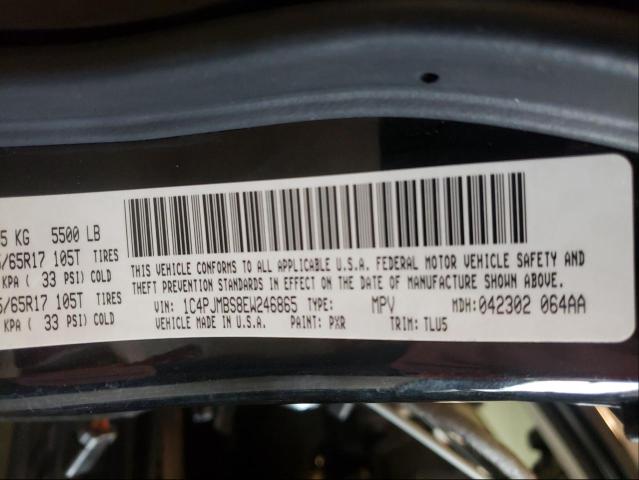 5 KG 5500 LB
/65R17 105T TIRES
KPA ( 33 PSI) COLD
/65R17 105T TIRES
KPA ( 33 PSI) COLD
THIS VEHICLE CONFORMS TO ALL APPLICABLE U.S.A. FEDERAL MOTOR VEHICLE SAFETY AND
THEFT PREVENTION STANDARDS IN EFFECT ON THE DATE OF MANUFACTURE SHOWN ABOVE.
VIN: 1C4PJMBS8EW246865 TYPE: MPV MDH: 042302 064AA
VEHICLE MADE IN U.S.A. PAINT: PXR TRIM: TLU5